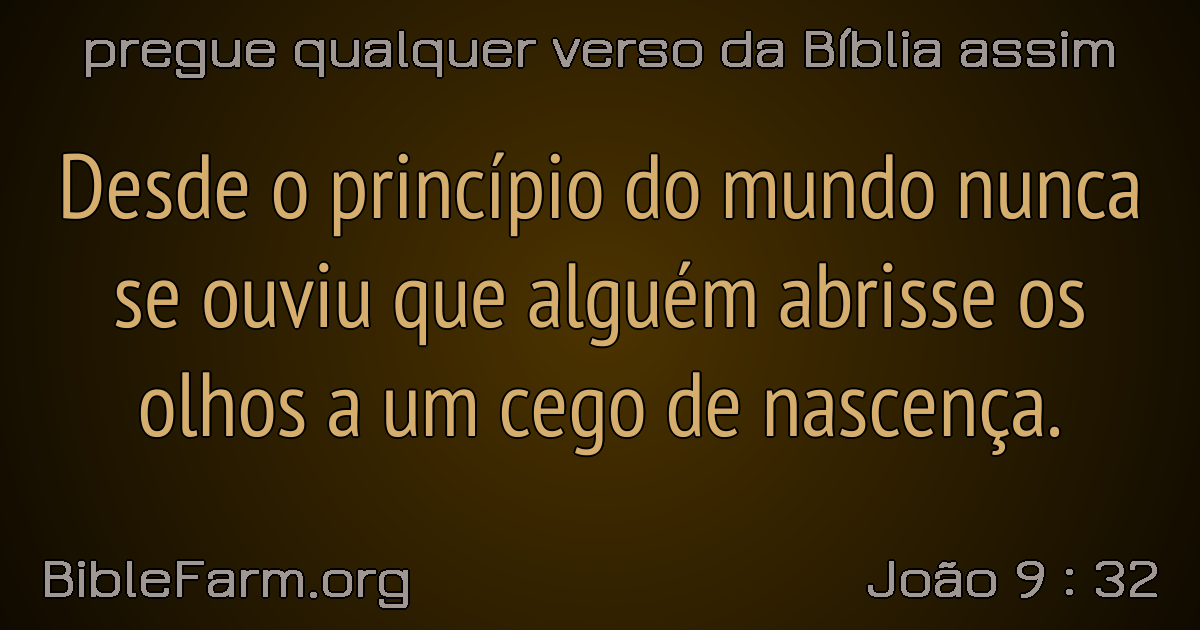 pregue qualquer verso da Bíblia assim
Desde o princípio do mundo nunca
se ouviu que alguém abrisse os
olhos a um cego de nascença.
BibleFarm.org
João 9 : 32